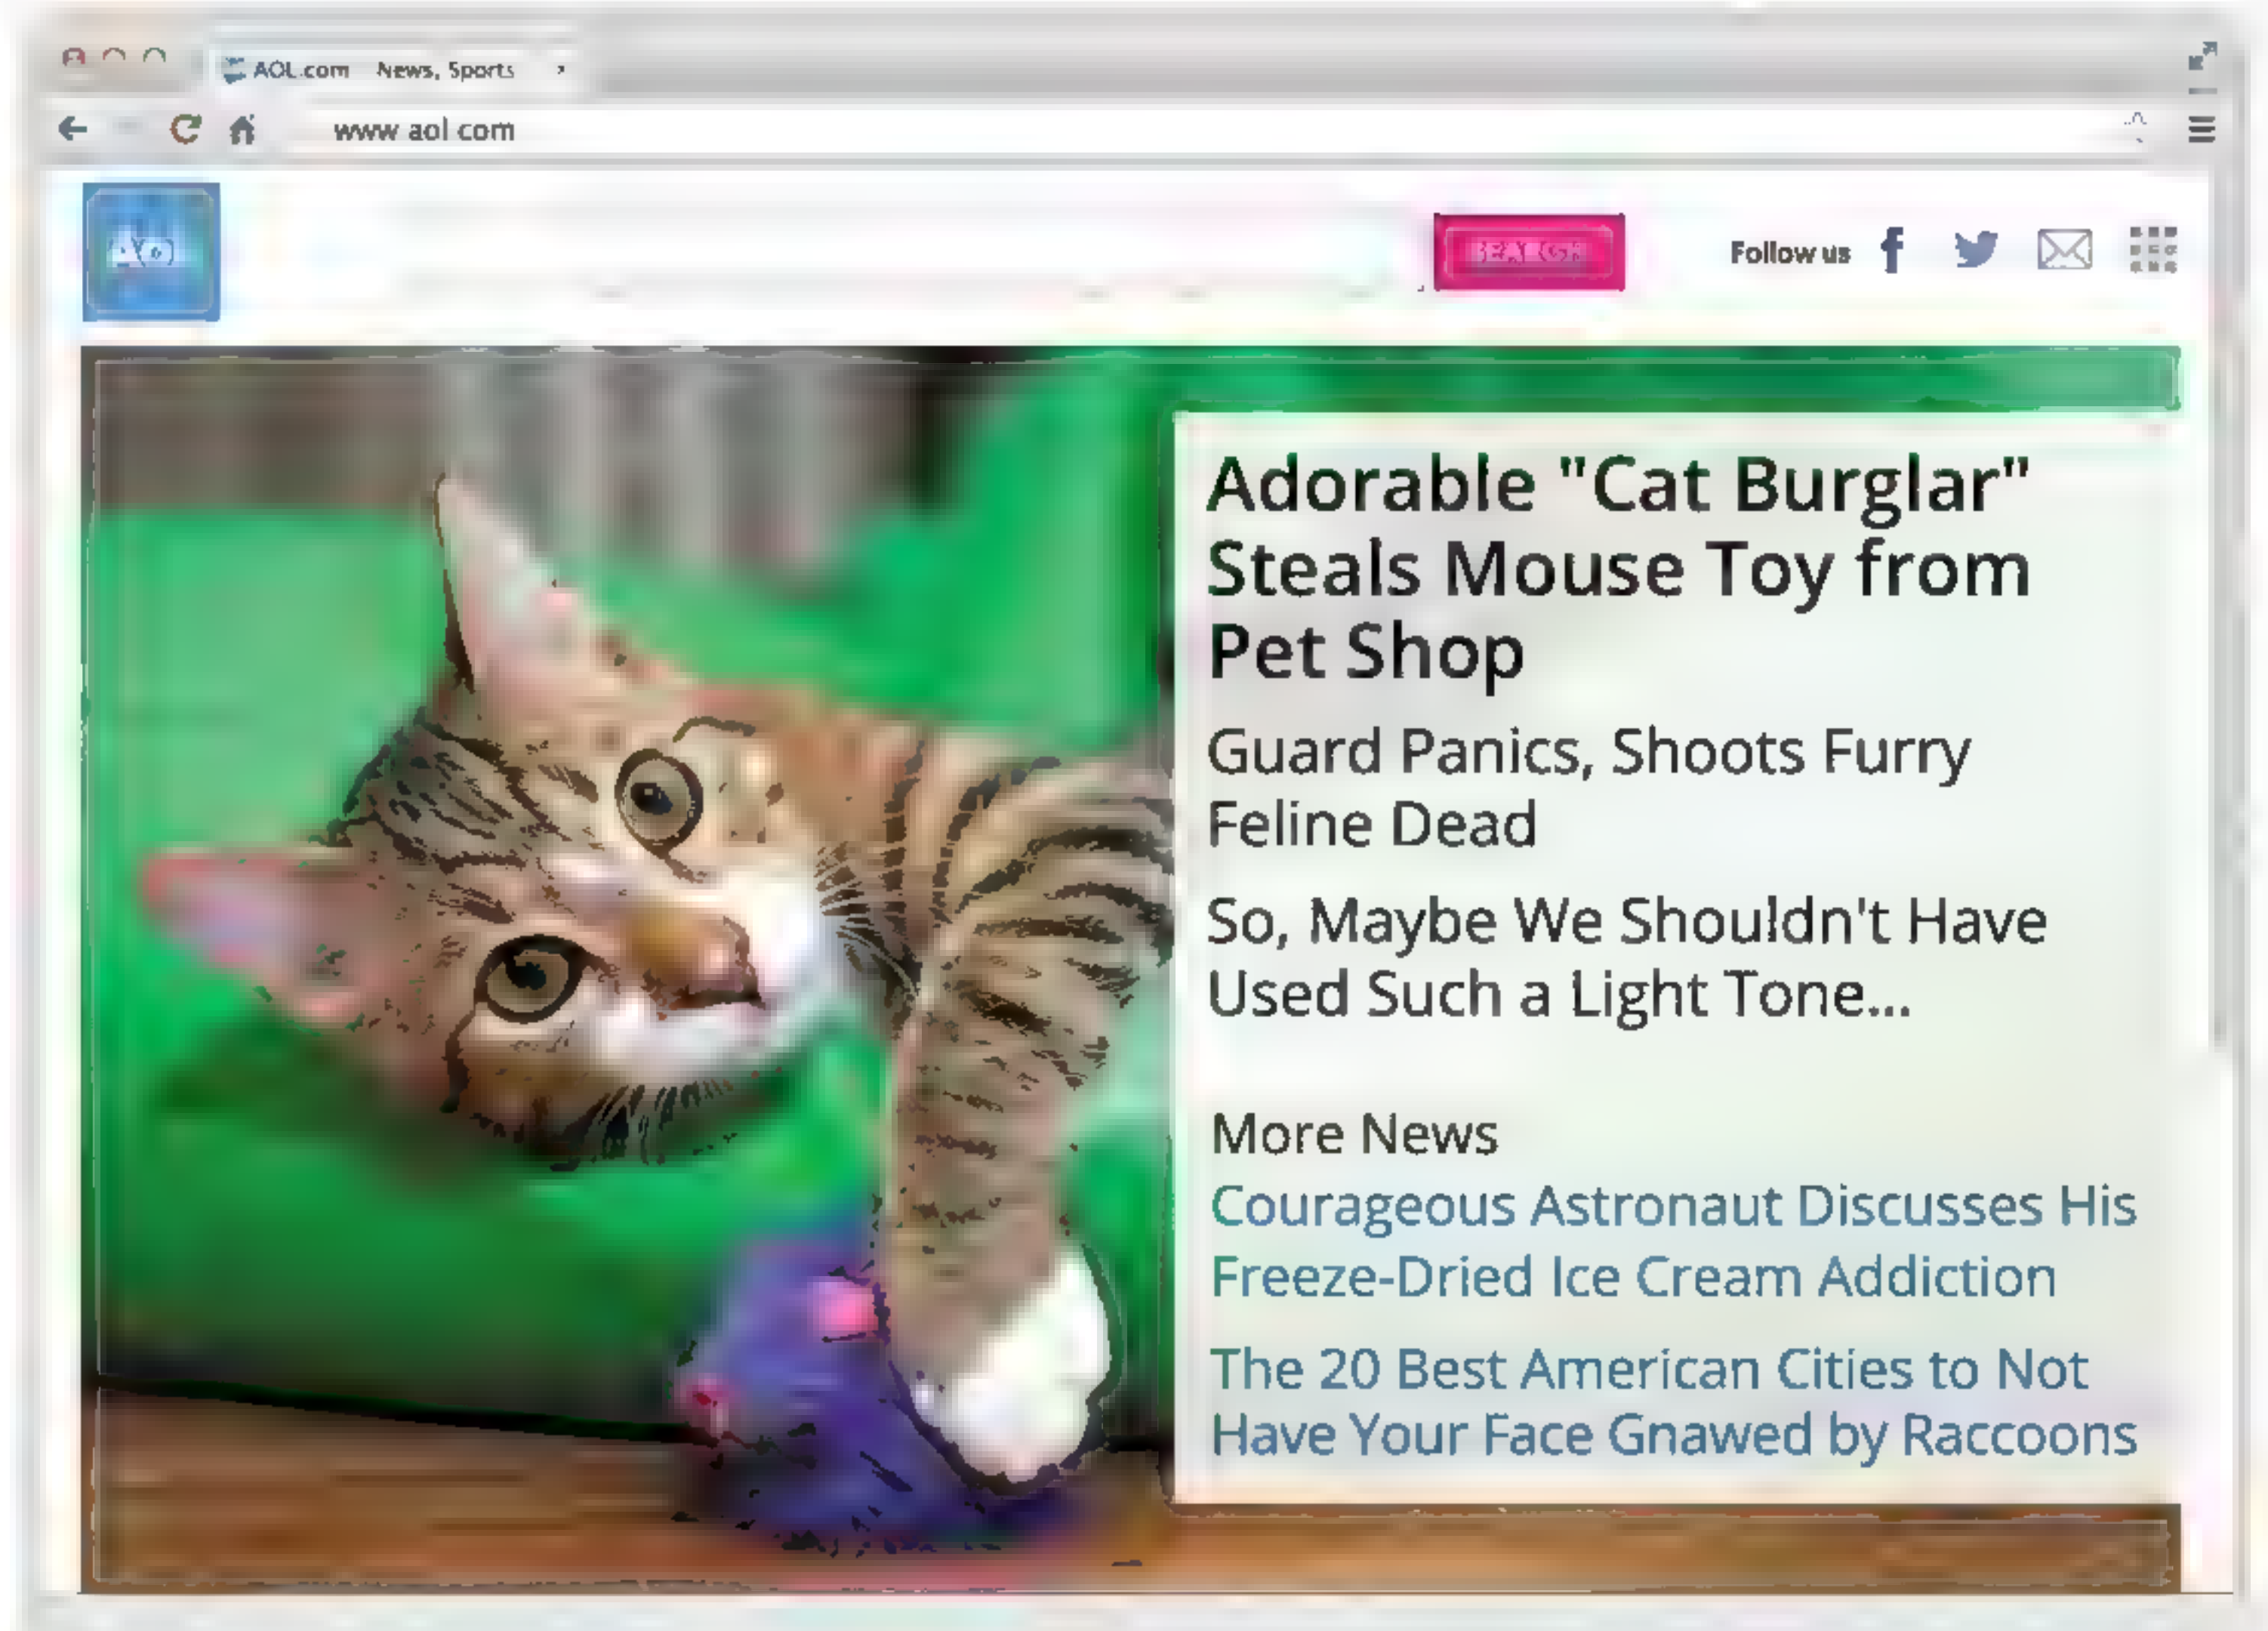 AOL.com News, Sports
www aol com
Follow us
Adorable "Cat Burglar"
Steals Mouse Toy from
Pet Shop
Guard Panics, Shoots Furry
Feline Dead
So, Maybe We Shouldn't Have
Used Such a Light Tone...
More News
Courageous Astronaut Discusses His
Freeze-Dried Ice Cream Addiction
The 20 Best American Cities to Not
Have Your Face Gnawed by Raccoons